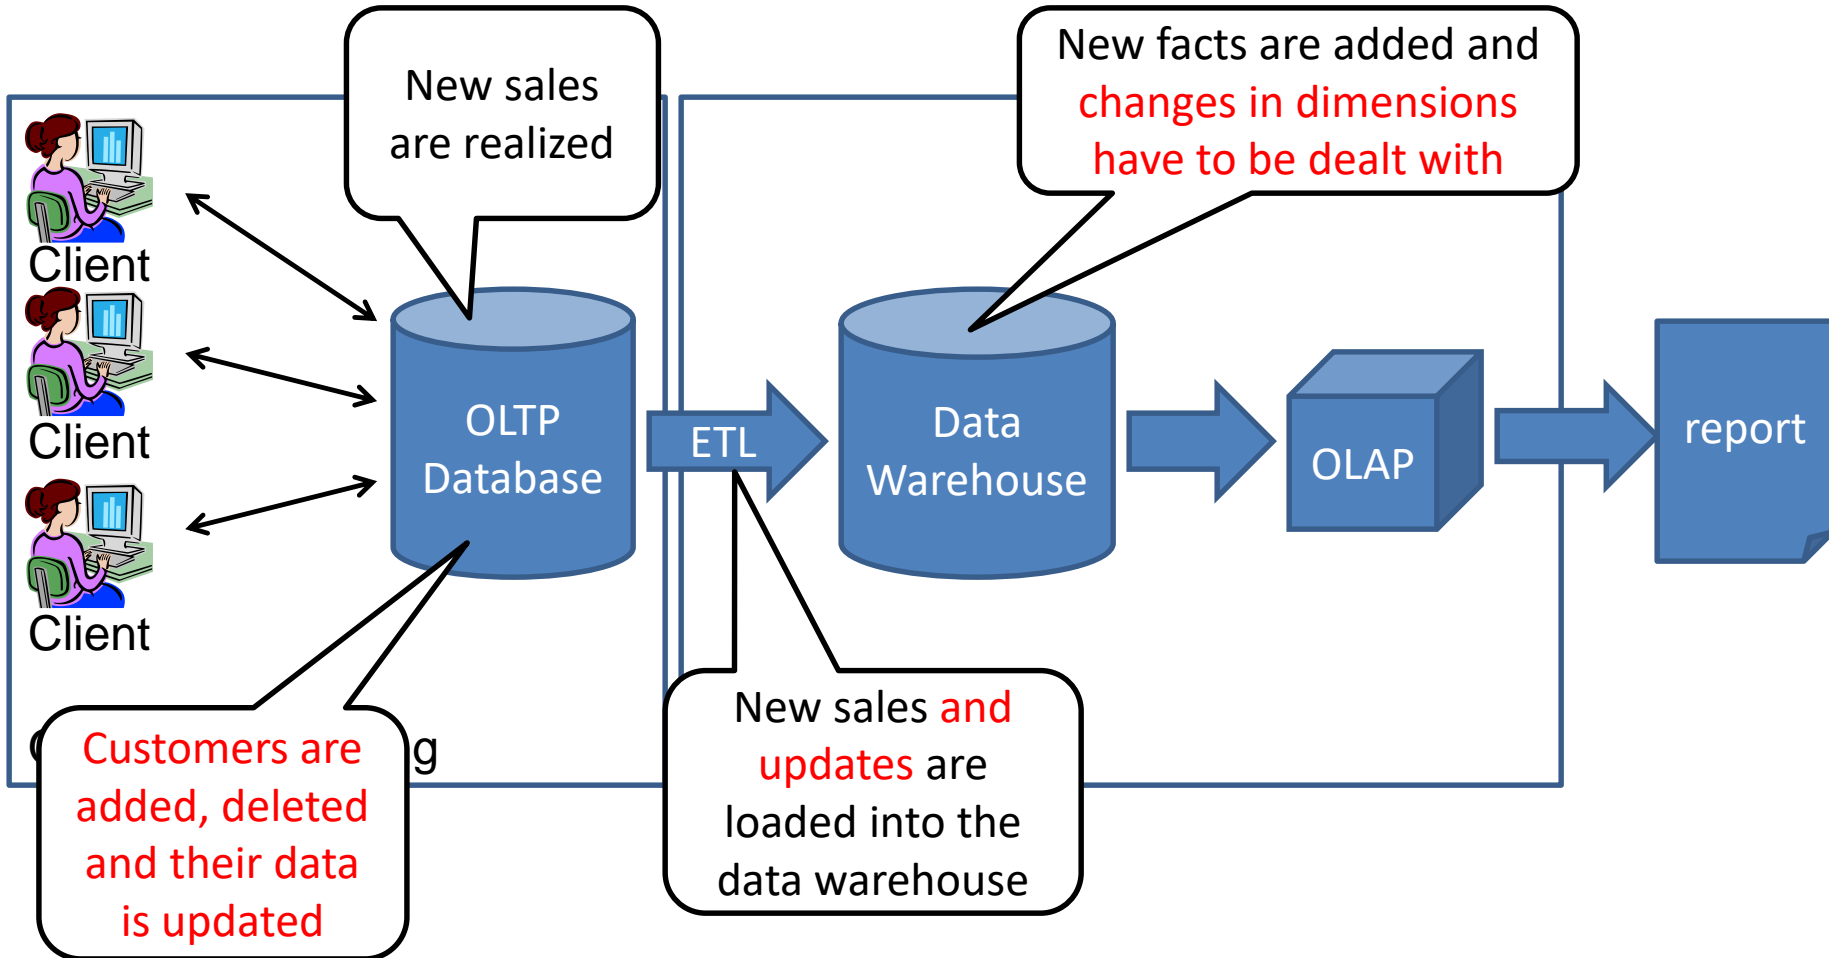 New sales
are realized
New facts are added and
changes in dimensions
have to be dealt with
Client
Client
Client
OLTP
Database
ETL
Data
Warehouse
OLAP
report
g
Customers are
added, deleted
and their data
is updated
New sales and
updates are
loaded into the
data warehouse